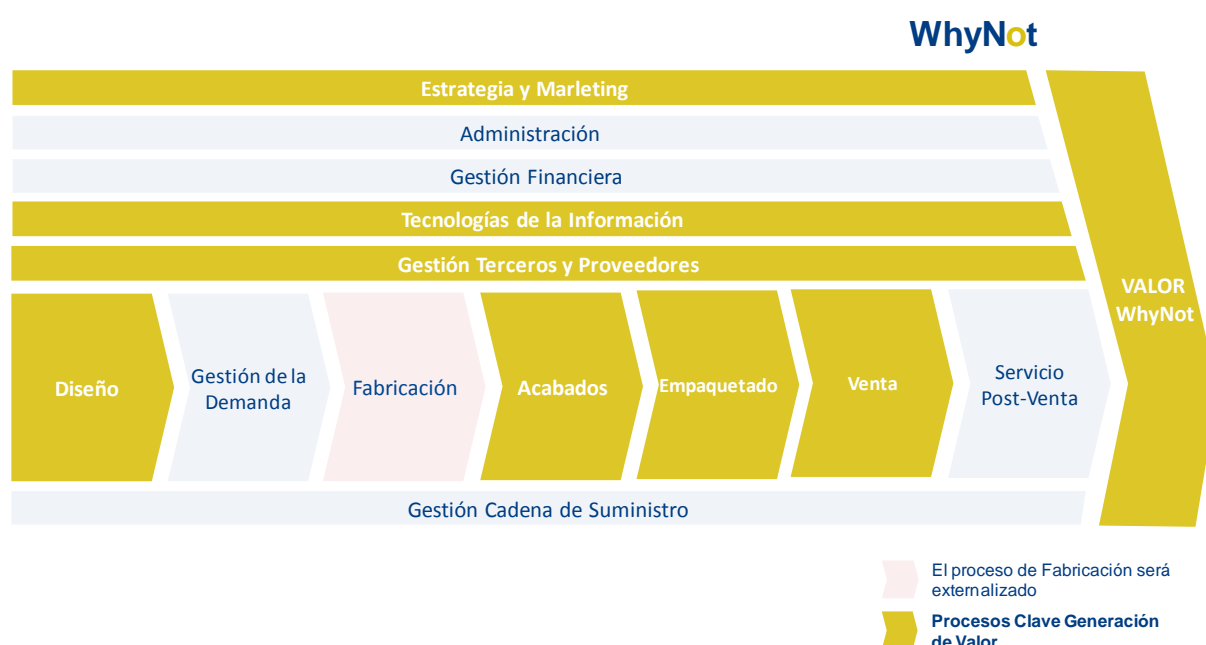 WhyNot
Estrategia y Marleting
Administración
Gestión Financiera
Tecnologías de la Información
Gestión Terceros y Proveedores
VALOR
WhyNot
Diseño
Gestión de la
Demanda
Fabricación
Acabados
Empaquetado
Venta
Servicio
Post-Venta
Gestión Cadena de Suministro
El proceso de Fabricación será
externalizado
Procesos Clave Generación
de Valor